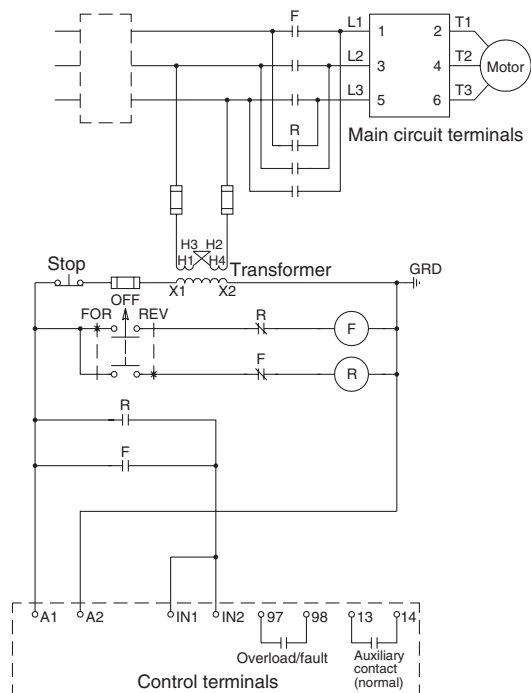 F L1 1 2 T1
L2 3 4 T2 Motor
L3 5 6 T3
R Main circuit terminals
H3 H2
H1 H4
Stop Transformer
X1 X2 GRD
OFF
FOR REV R F
F R
R
F
A1 A2 IN1 IN2 97 98 13 14
Overload/fault Auxiliary
contact
(normal)
Control terminals